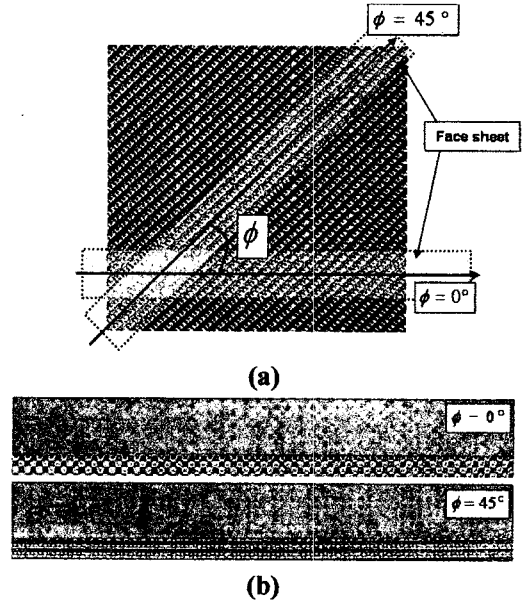 ϕ = 45 °
Face sheet
ϕ
ϕ = 0°
(a)
ϕ = 0°
ϕ = 45°
(b)